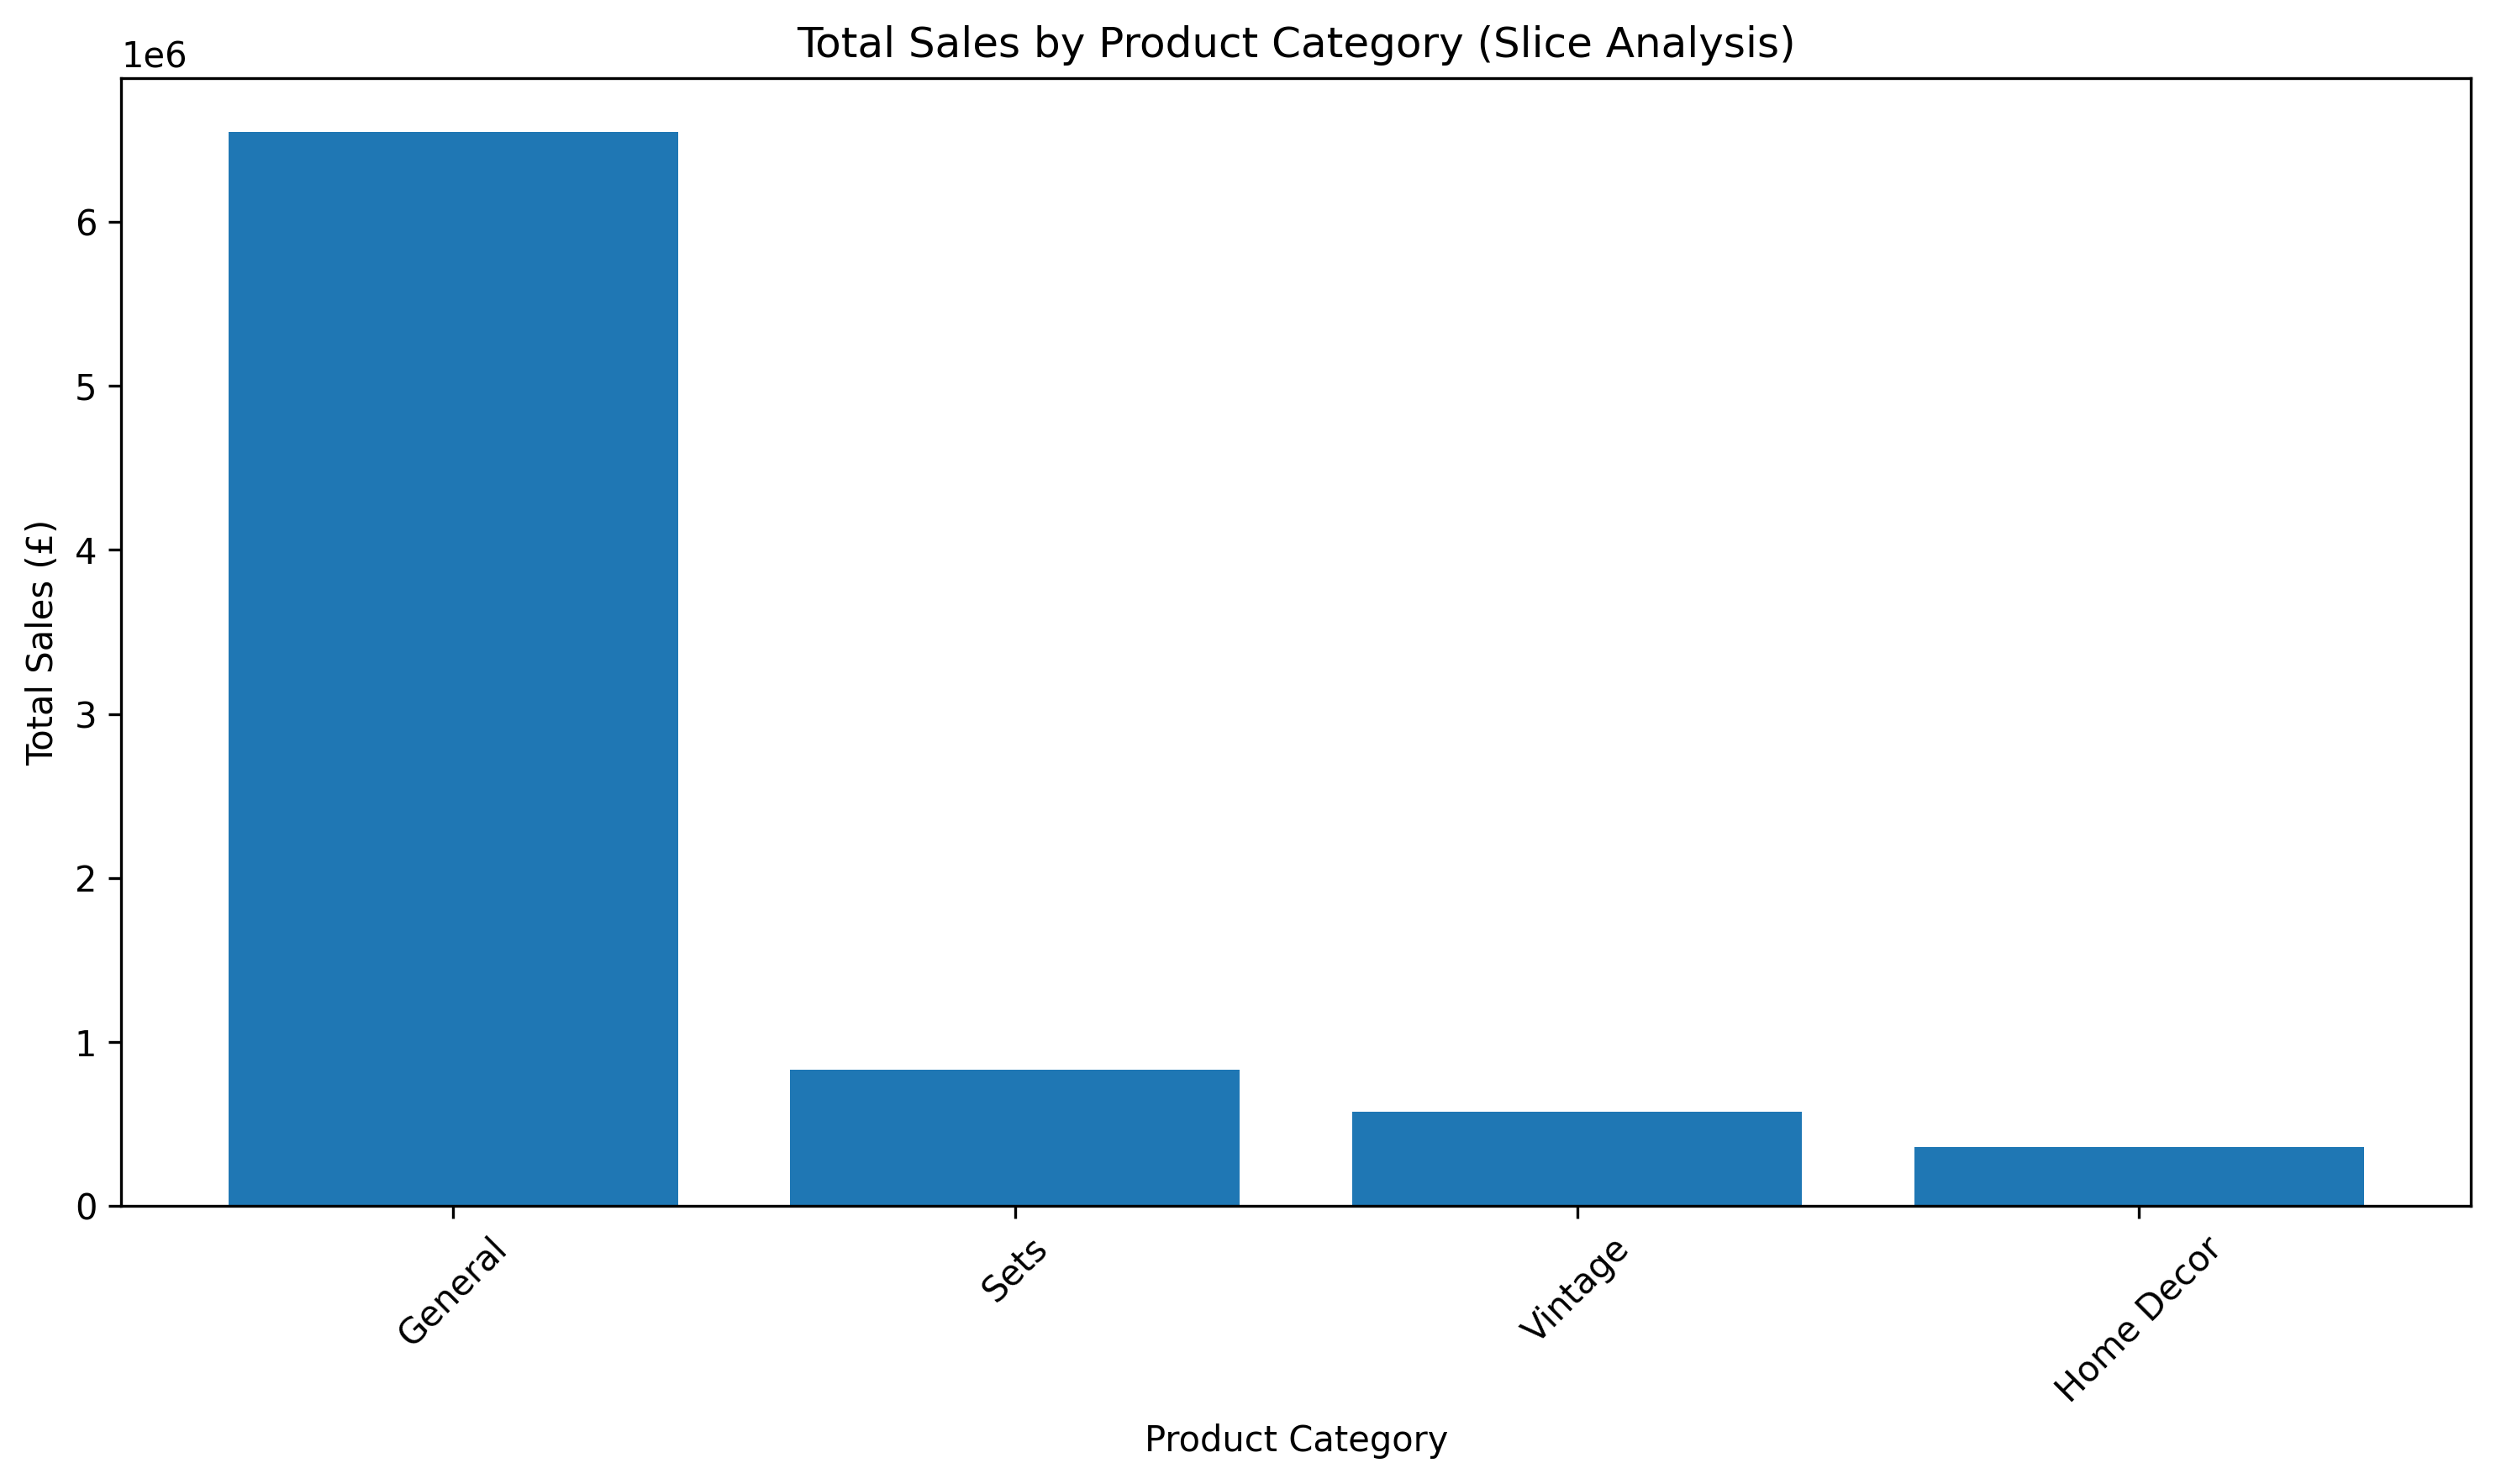 Total Sales by Product Category (Slice Analysis)
1e6
6
5
4
3
2
1
0
Total Sales (£)
General
Sets
Vintage
Home Decor
Product Category